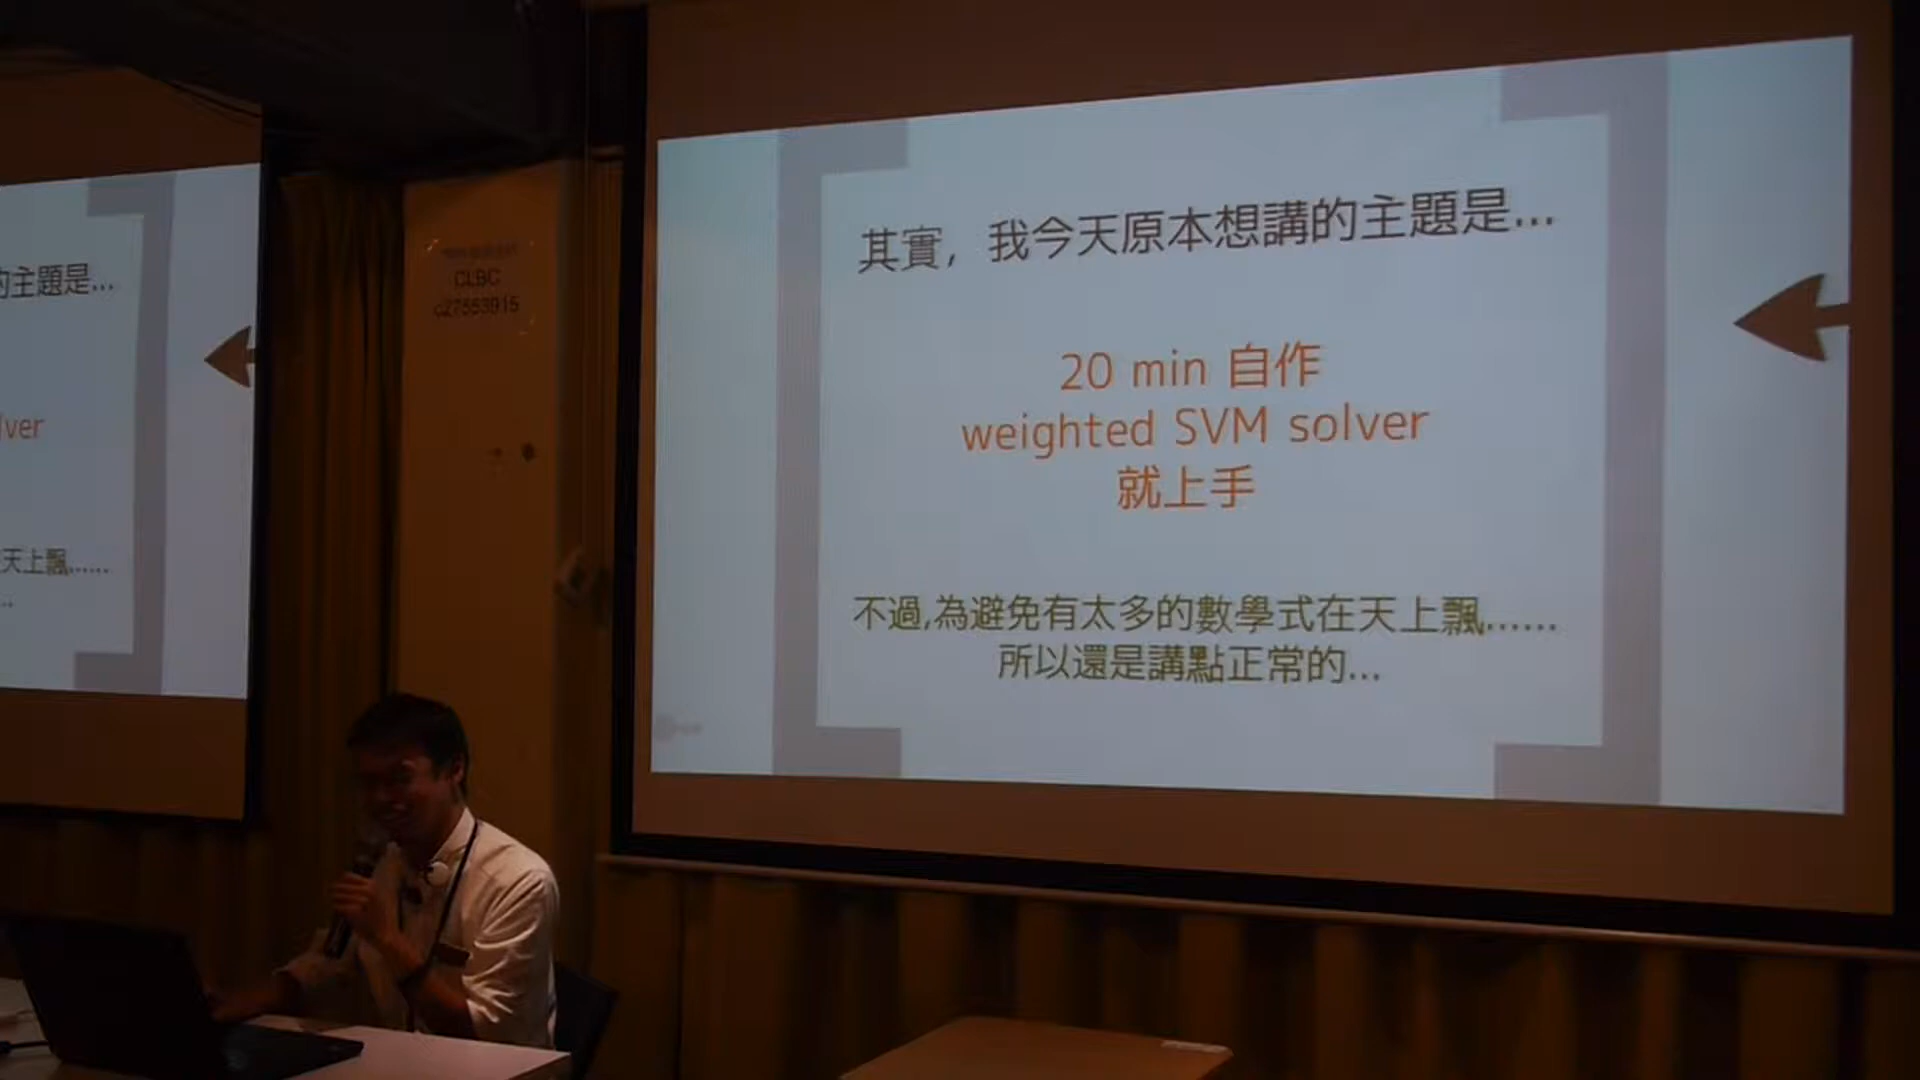 其實，我今天原本想講的主題是...
20 min 自作
weighted SVM solver
就上手
不過,為避免有太多的數學式在天上飄......
所以還是講點正常的...
的主題是...
lver
天上飄......
...
CLBC
c27553915